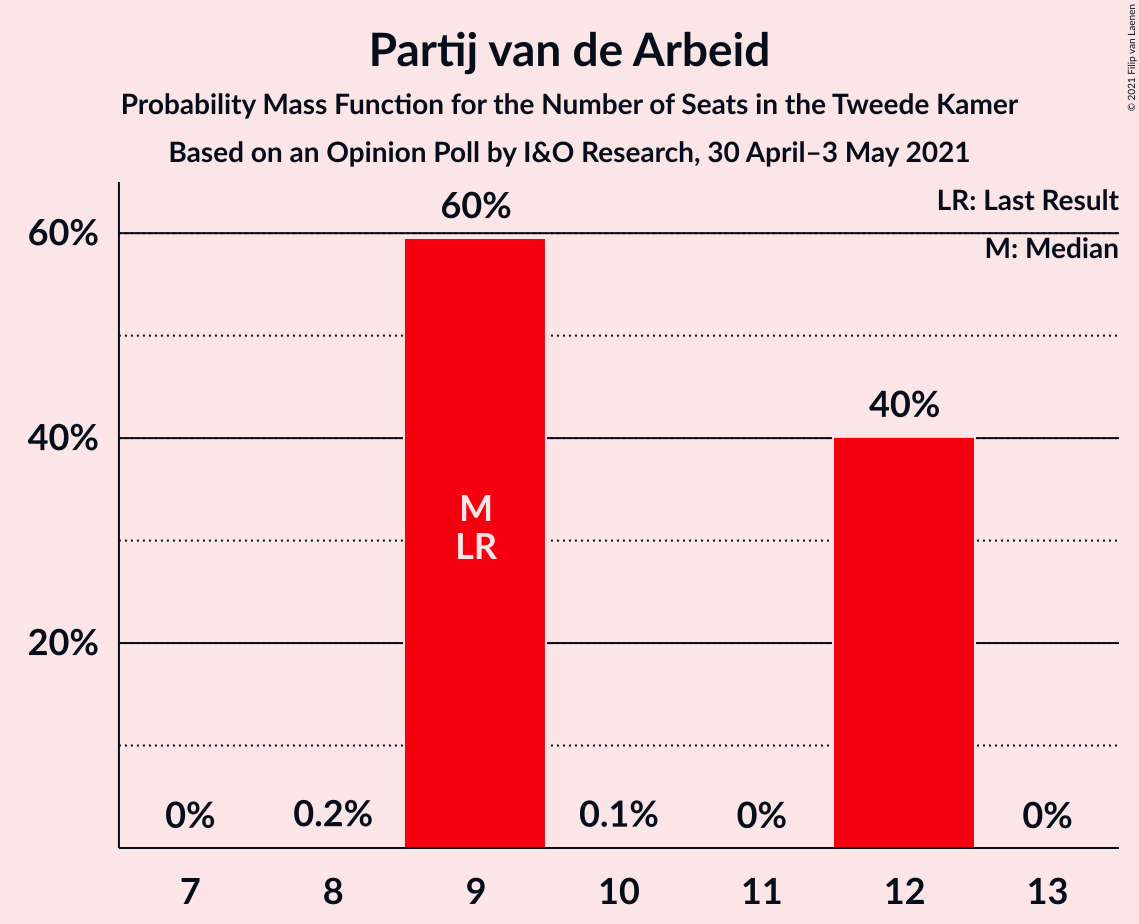 Partij van de Arbeid
Probability Mass Function for the Number of Seats in the Tweede Kamer
Based on an Opinion Poll by I&O Research, 30 April–3 May 2021
© 2021 Filip van Laenen
LR: Last Result
M: Median
60%
40%
20%
0%
0.2%
60%
M
LR
0.1%
0%
40%
0%
7
8
9
10
11
12
13